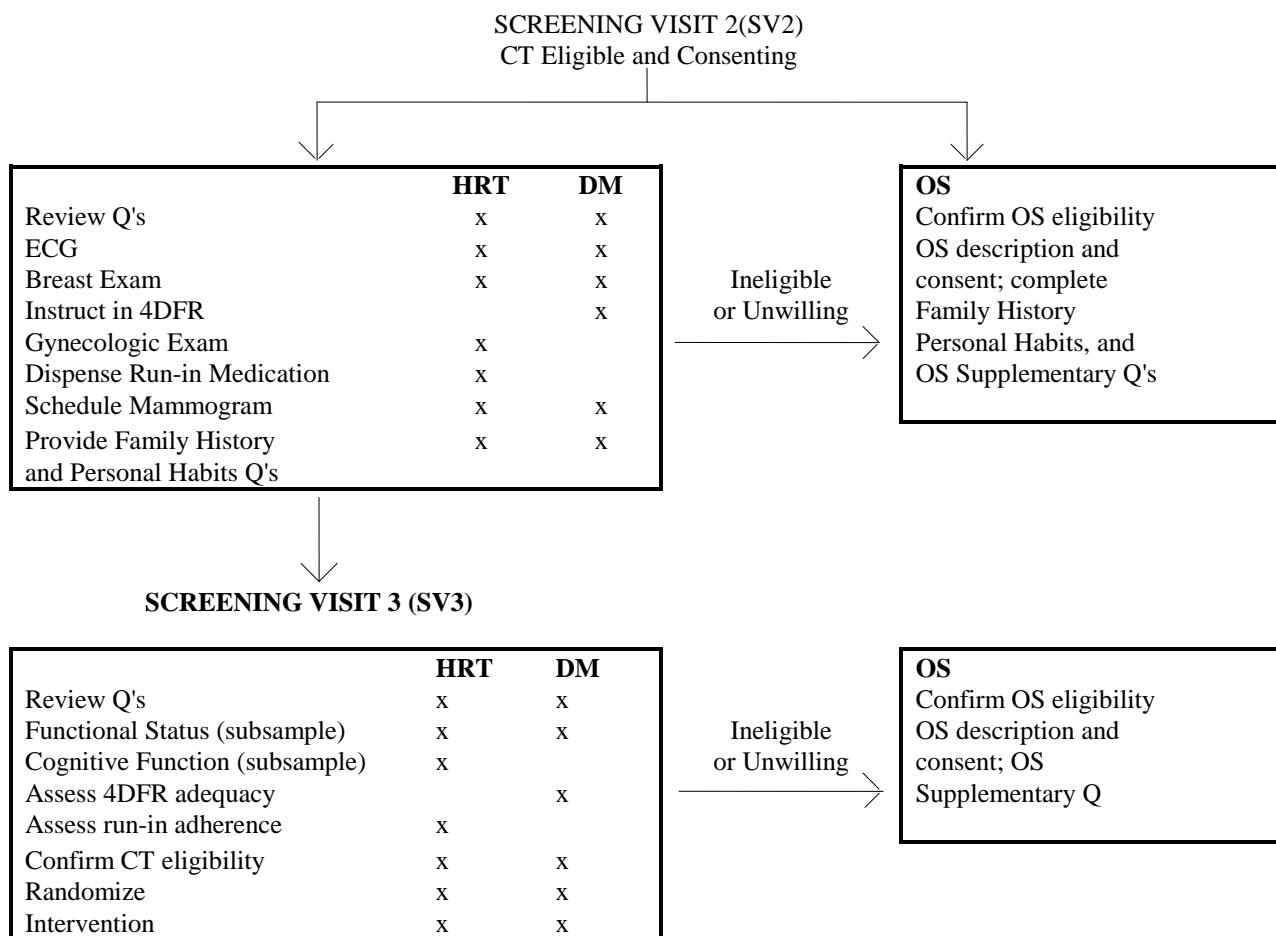 SCREENING VISIT 2(SV2)
CT Eligible and Consenting
HRT DM
Review Q's x x
ECG x x
Breast Exam x x
Instruct in 4DFR x
Gynecologic Exam x
Dispense Run-in Medication x
Schedule Mammogram x x
Provide Family History x x
and Personal Habits Q's
Ineligible
or Unwilling
OS
Confirm OS eligibility
OS description and
consent; complete
Family History
Personal Habits, and
OS Supplementary Q's
SCREENING VISIT 3 (SV3)
HRT DM
Review Q's x x
Functional Status (subsample) x x
Cognitive Function (subsample) x
Assess 4DFR adequacy x
Assess run-in adherence x
Confirm CT eligibility x x
Randomize x x
Intervention x x
Ineligible
or Unwilling
OS
Confirm OS eligibility
OS description and
consent; OS
Supplementary Q